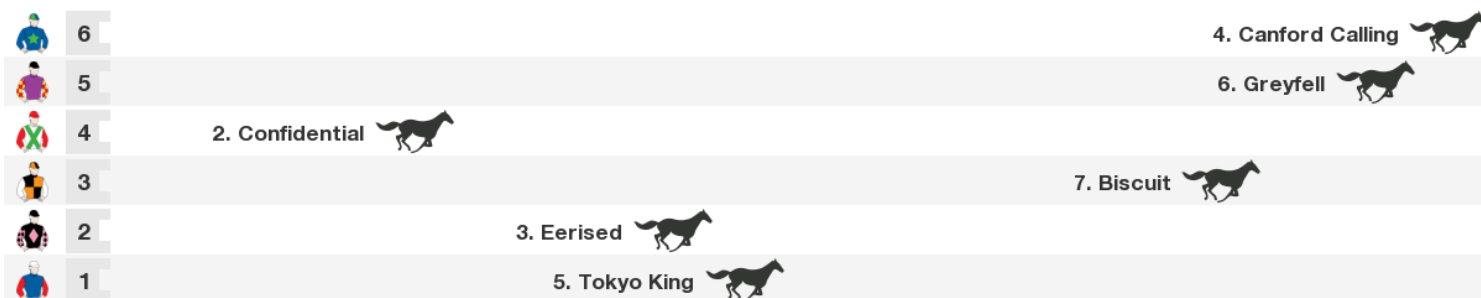 6 4. Canford Calling
5 6. Greyfell
4 2. Confidential
3 7. Biscuit
2 3. Eerised
1 5. Tokyo King